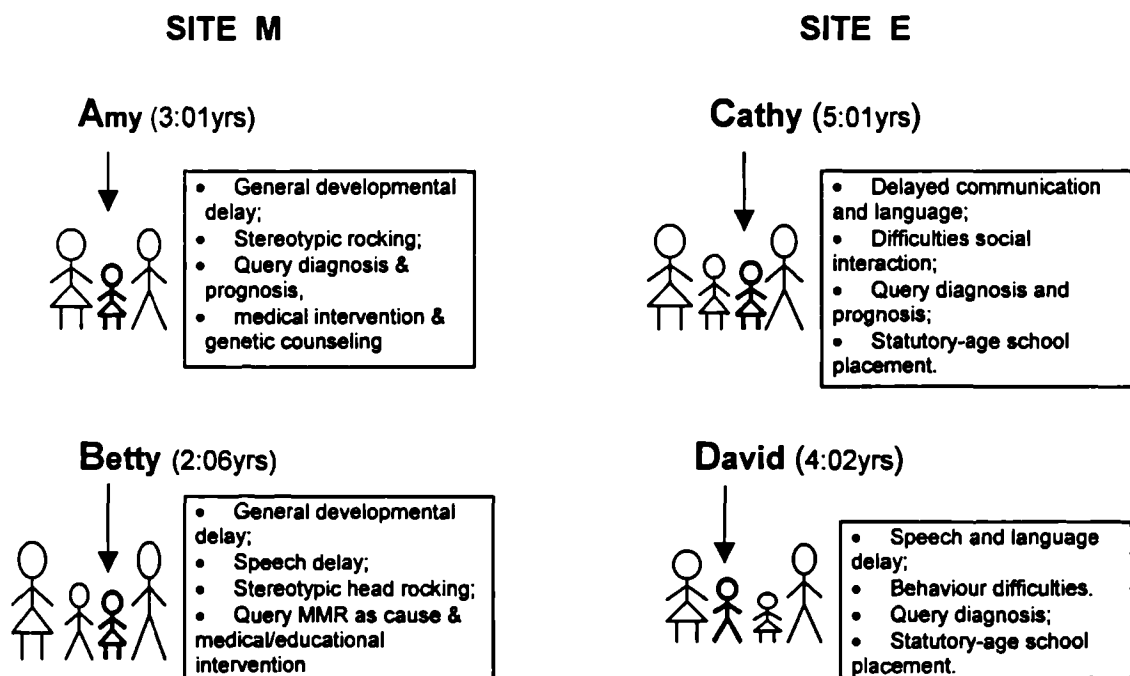 SITE M
SITE E
Amy (3:01yrs)
• General developmental
delay;
• Stereotypic rocking;
• Query diagnosis &
prognosis,
• medical intervention &
genetic counseling
Cathy (5:01yrs)
• Delayed communication
and language;
• Difficulties social
interaction;
• Query diagnosis and
prognosis;
• Statutory-age school
placement.
Betty (2:06yrs)
• General developmental
delay;
• Speech delay;
• Stereotypic head rocking;
• Query MMR as cause &
medical/educational
intervention
David (4:02yrs)
• Speech and language
delay;
• Behaviour difficulties.
• Query diagnosis;
• Statutory-age school
placement.